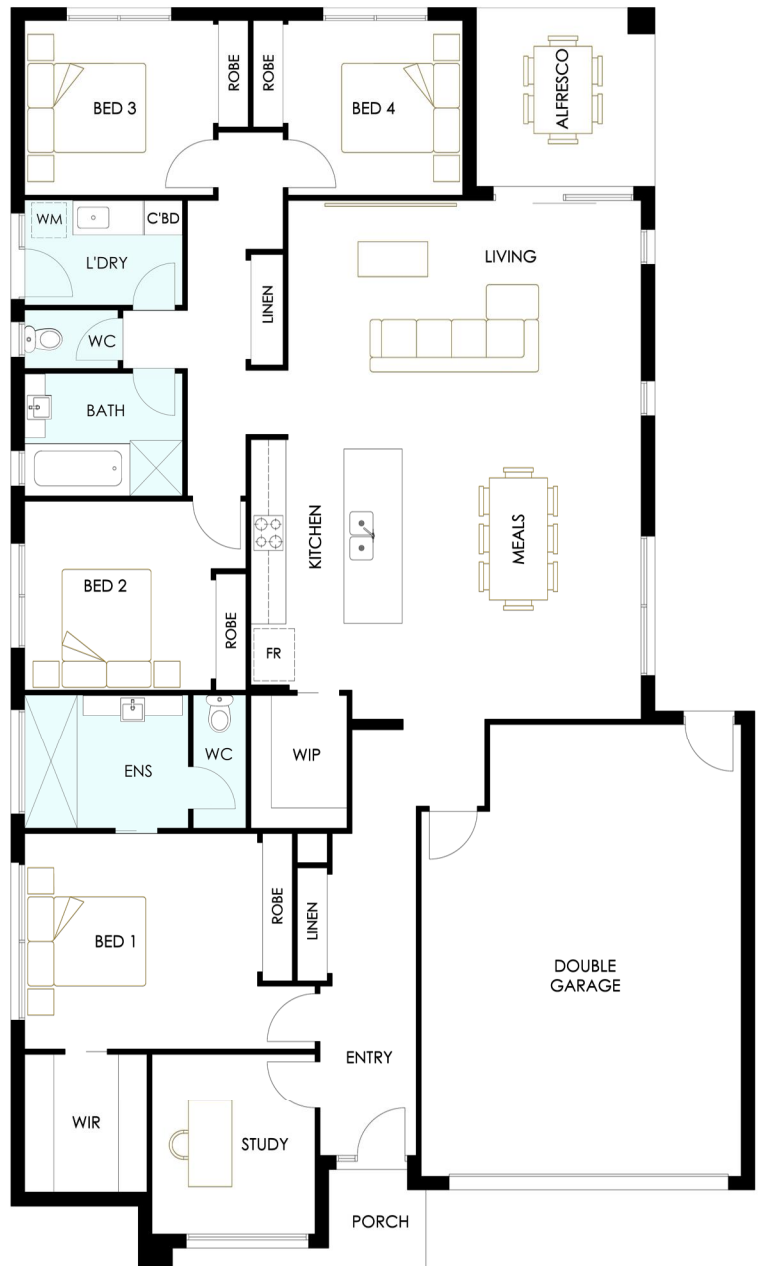 BED 3
ROBE
ROBE
BED 4
ALFRESCO
WM
C'BD
L'DRY
LIVING
LINEN
WC
BATH
KITCHEN
MEALS
BED 2
ROBE
FR
ENS
WC
WIP
BED 1
ROBE
LINEN
DOUBLE
GARAGE
ENTRY
WIR
STUDY
PORCH